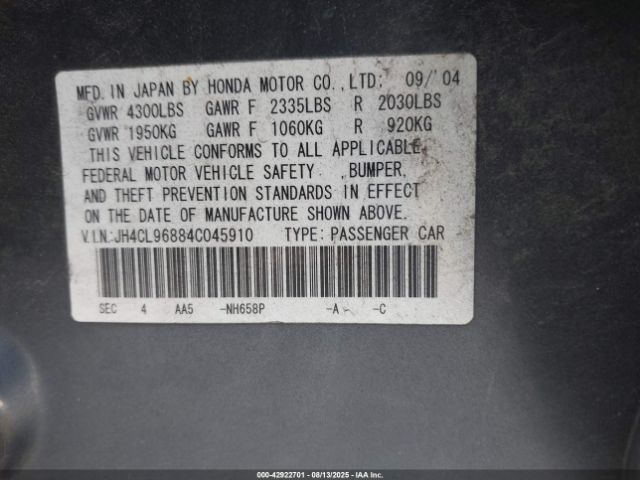 MFD. IN JAPAN BY HONDA MOTOR CO.,LTD. 09/'04
GVWR 4300LBS GAWR F 2335LBS R 2030LBS
GVWR 1950KG GAWR F 1060KG R 920KG
THIS VEHICLE CONFORMS TO ALL APPLICABLE
FEDERAL MOTOR VEHICLE SAFETY ,BUMPER,
AND THEFT PREVENTION STANDARDS IN EFFECT
ON THE DATE OF MANUFACTURE SHOWN ABOVE.
V.I.N.:JH4CL96884C045910 TYPE: PASSENGER CAR
SEC 4 AA5 -NH658P -A -C
000-42922701 - 08/13/2025 - IAA Inc.